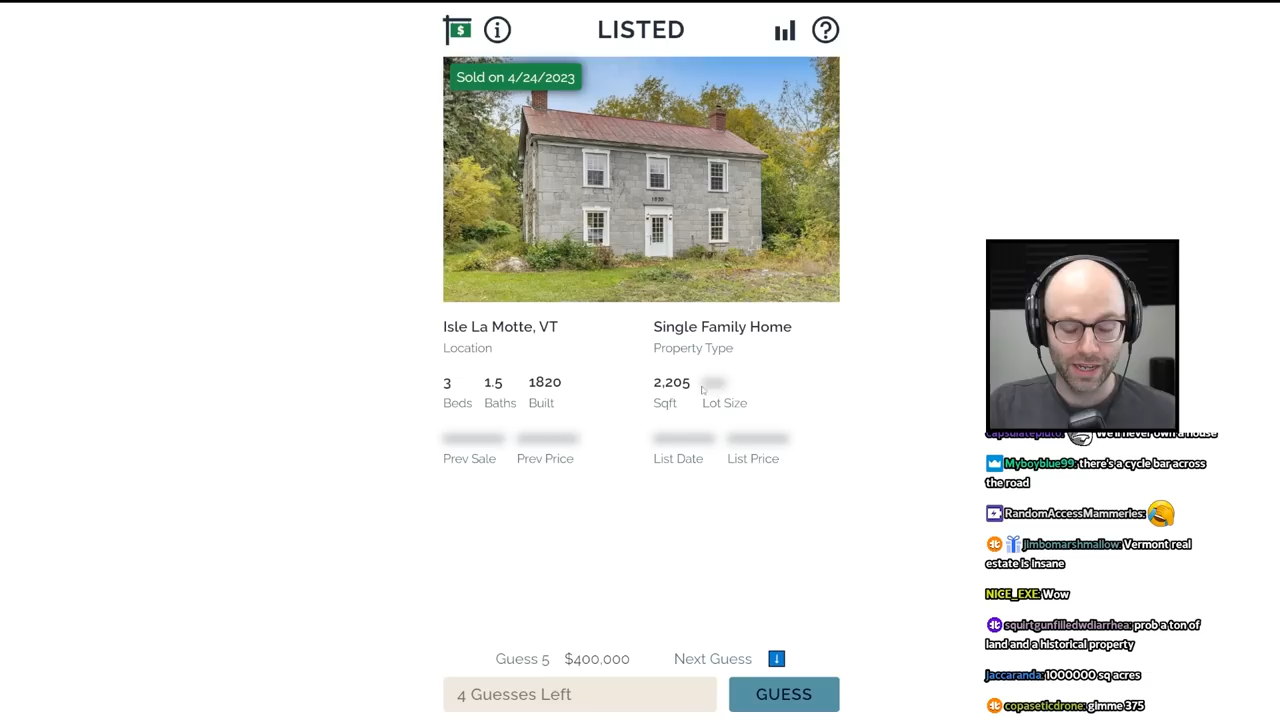 LISTED
Sold on 4/24/2023
1820
Isle La Motte, VT
Location
Single Family Home
Property Type
3
Beds
1.5
Baths
1820
Built
2,205
Sqft
Lot Size
Prev Sale
Prev Price
List Date
List Price
Guess 5 $400,000 Next Guess
4 Guesses Left
GUESS
capsulatepluto: We'll never own a house
Myboyblue99: there's a cycle bar across
the road
RandomAccessMammeries:
jimbomarshmallow: Vermont real
estate is insane
NICE_EXE: Wow
squirtgunfilledwdiarrhea: prob a ton of
land and a historical property
Jaccaranda: 1000000 sq acres
copaseticdrone: gimme 375